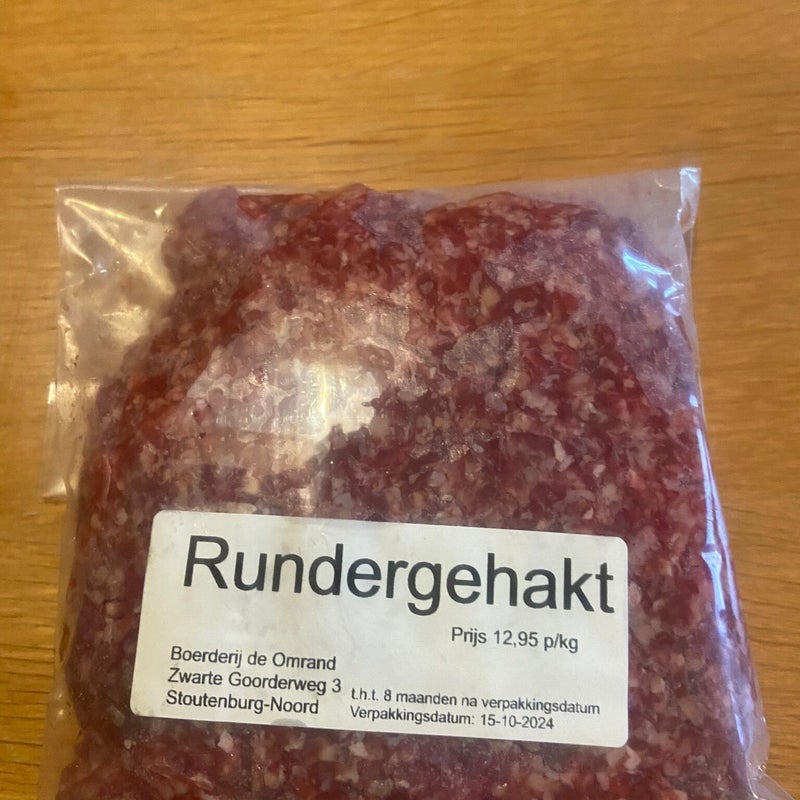 Rundergehakt
Prijs 12,95 p/kg
Boerderij de Omrand
Zwarte Goorderweg 3
Stoutenburg-Noord
t.h.t. 8 maanden na verpakkingsdatum
Verpakkingsdatum: 15-10-2024